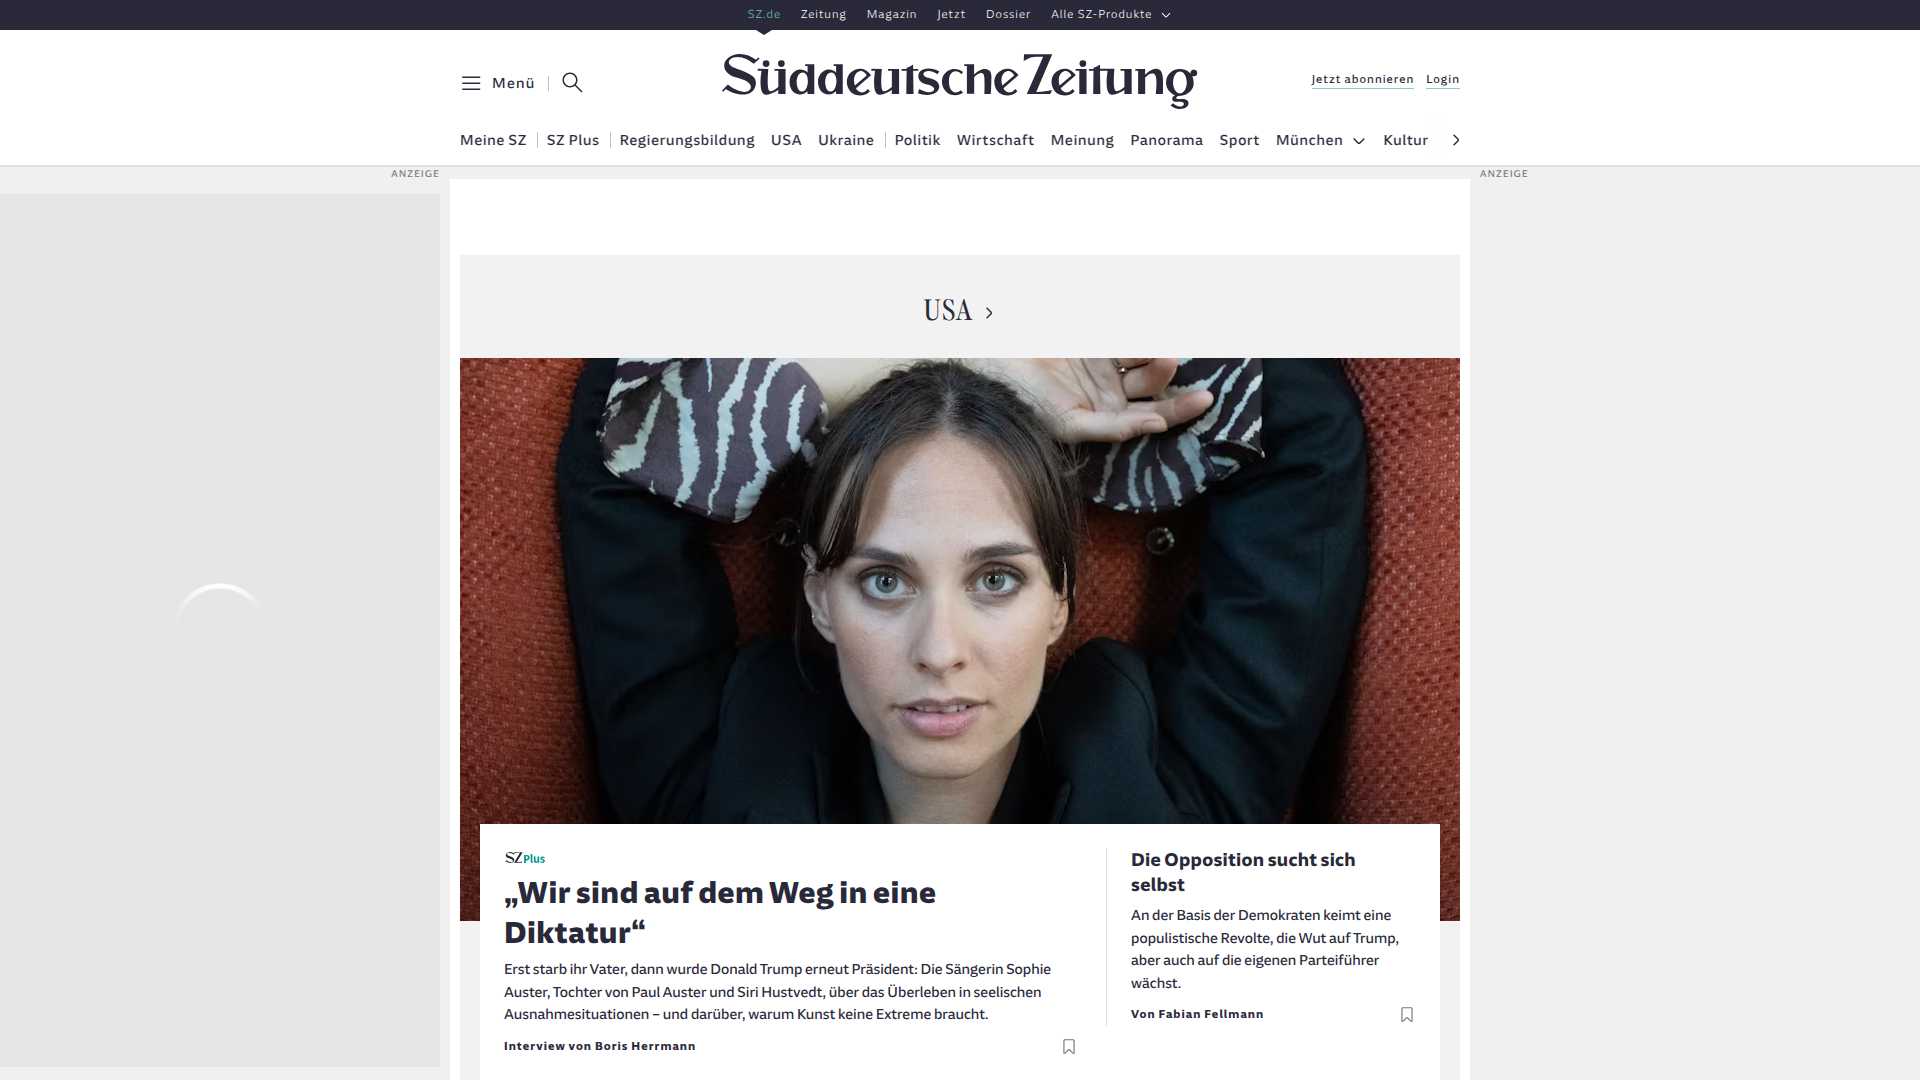 SZ.de Zeitung Magazin Jetzt Dossier Alle SZ-Produkte
Menü
Süddeutsche Zeitung
Jetzt abonnieren Login
Meine SZ SZ Plus Regierungsbildung USA Ukraine Politik Wirtschaft Meinung Panorama Sport München Kultur
ANZEIGE
ANZEIGE
USA
SZ Plus
„Wir sind auf dem Weg in eine
Diktatur“
Erst starb ihr Vater, dann wurde Donald Trump erneut Präsident: Die Sängerin Sophie
Auster, Tochter von Paul Auster und Siri Hustvedt, über das Überleben in seelischen
Ausnahmesituationen – und darüber, warum Kunst keine Extreme braucht.
Interview von Boris Herrmann
Die Opposition sucht sich
selbst
An der Basis der Demokraten keimt eine
populistische Revolte, die Wut auf Trump,
aber auch auf die eigenen Parteiführer
wächst.
Von Fabian Fellmann